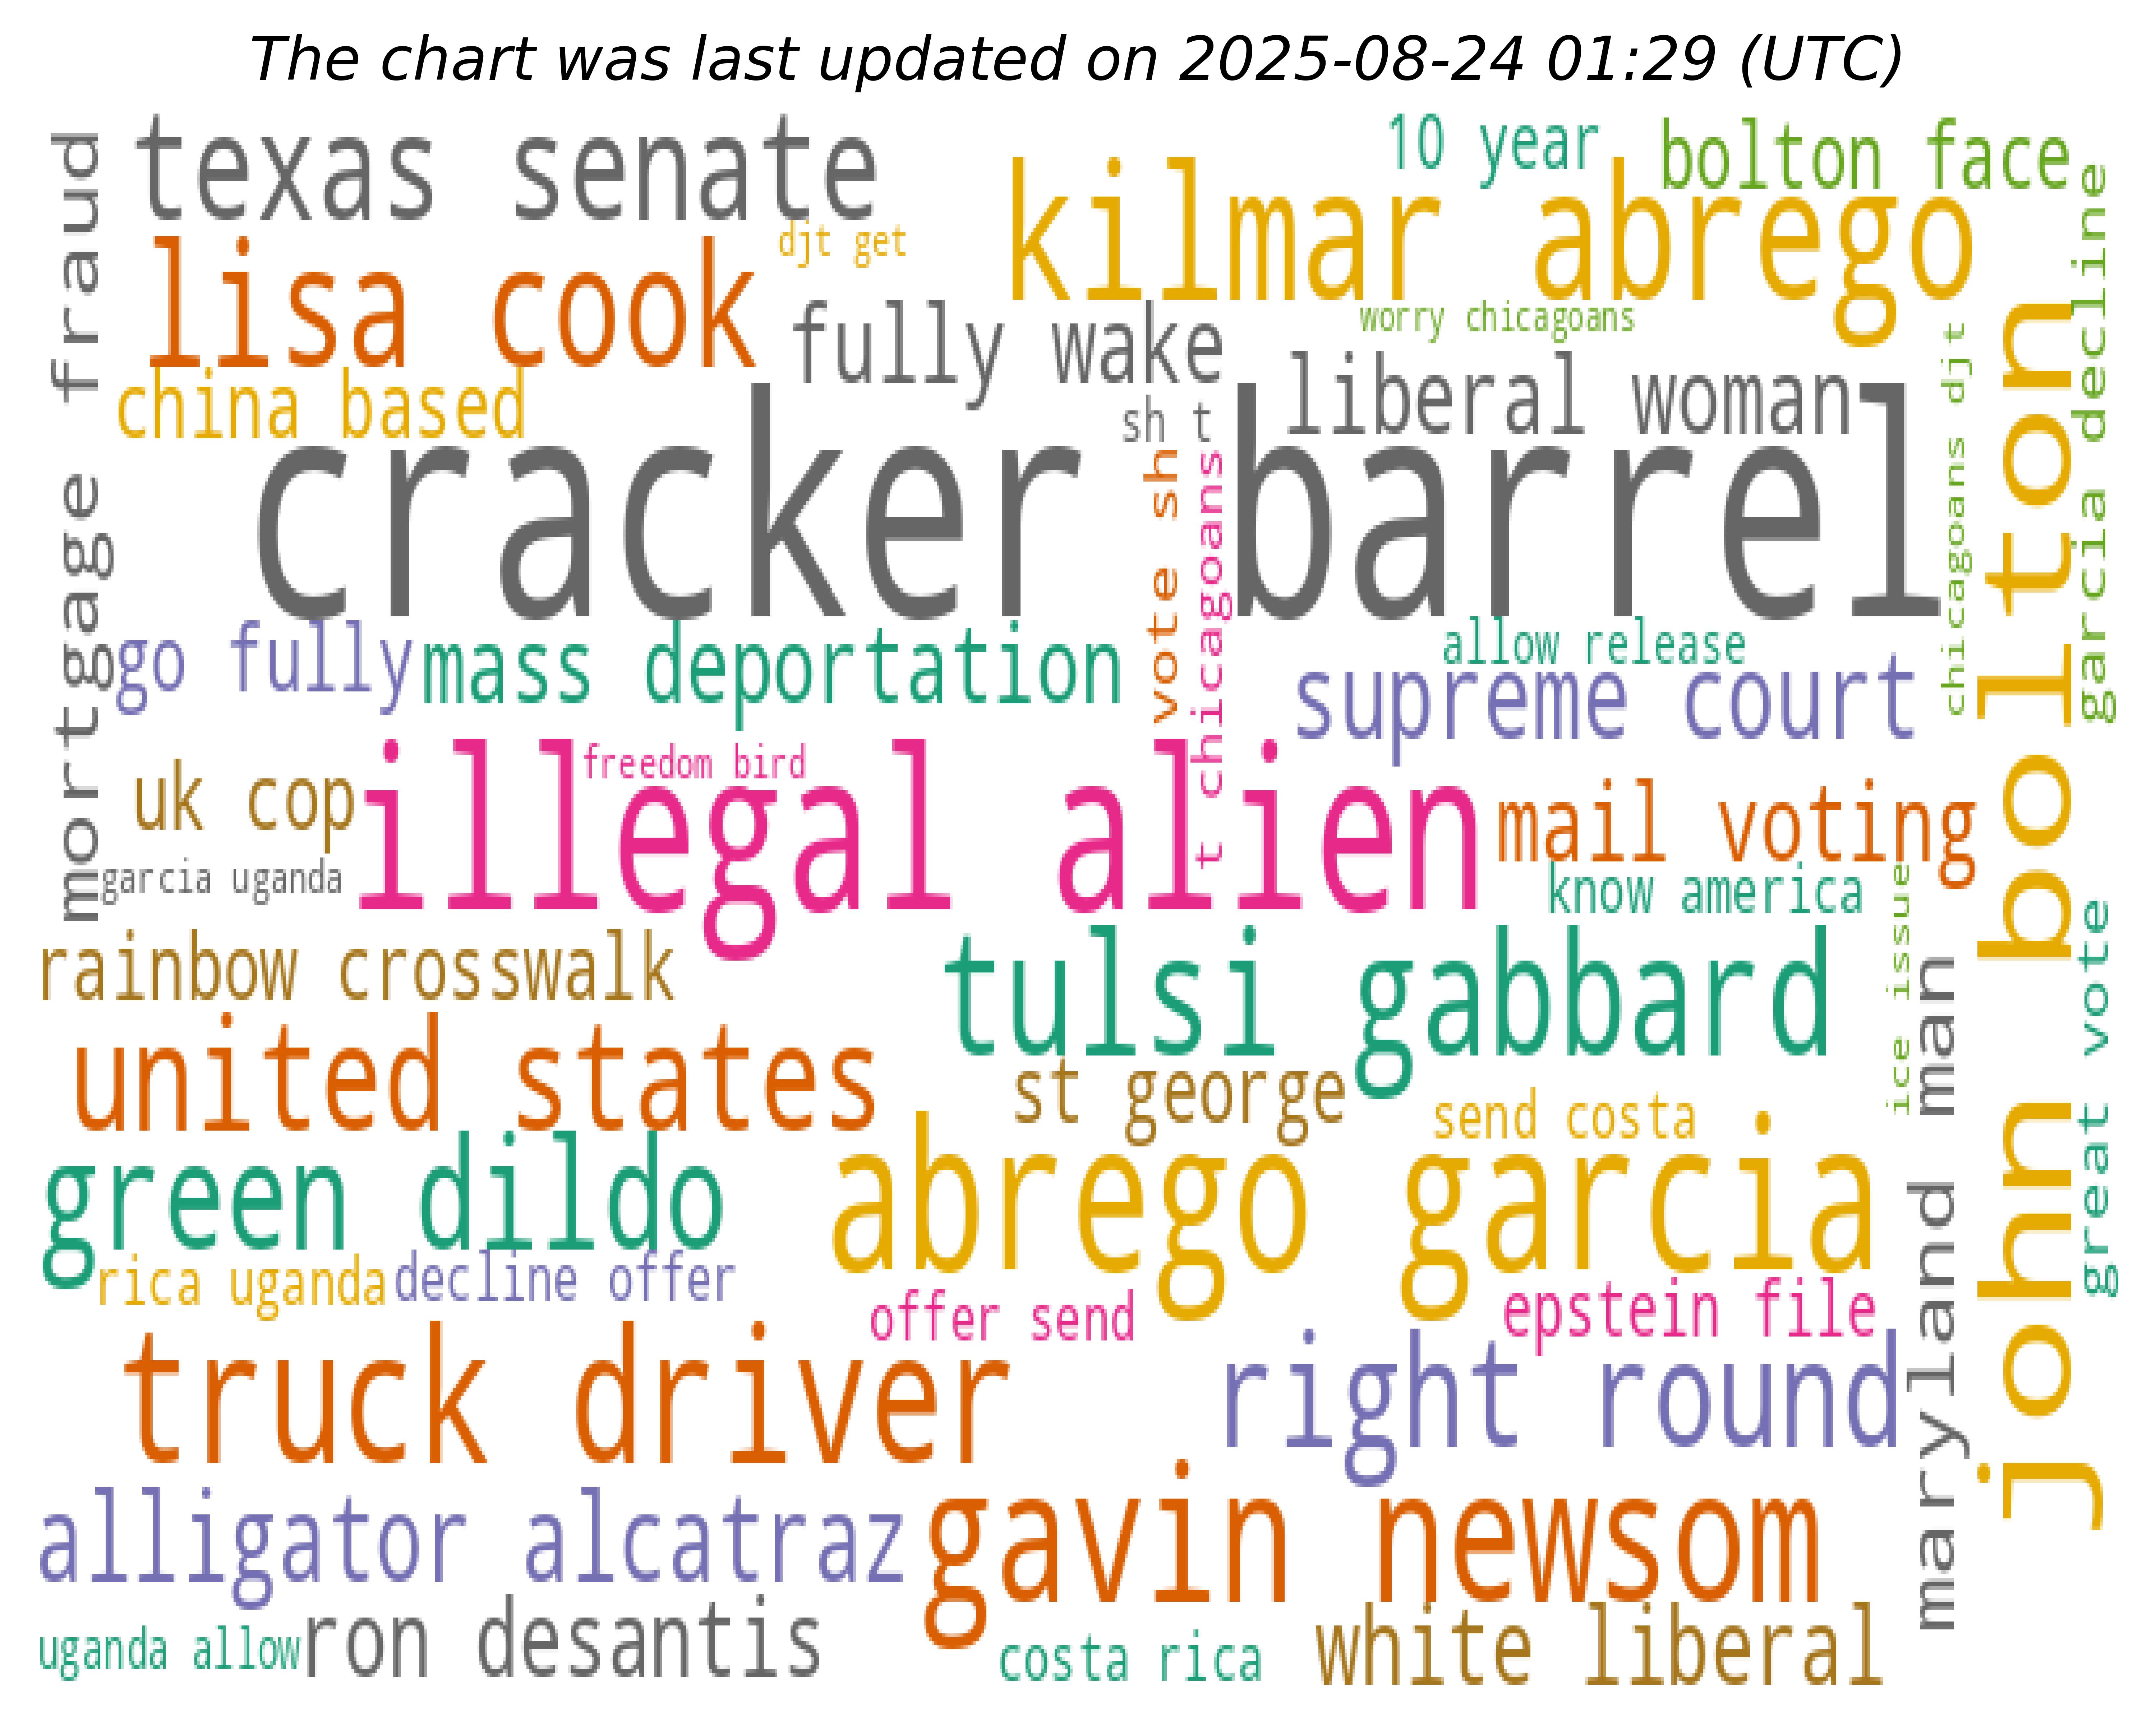 The chart was last updated on 2025-08-24 01:29 (UTC)
texas senate
10 year
bolton face
kilmar abrego
mortgage fraud
lisa cook
djt get
garcia decline
fully wake
worry chicagoans
john bolton
chicagoans djt
liberal woman
china based
sh t
cracker barrel
vote sh
t chicagoans
go fully
mass deportation
allow release
supreme court
freedom bird
uk cop
illegal alien
mail voting
garcia uganda
know america
ice issue
great vote
rainbow crosswalk
tulsi gabbard
maryland man
united states
st george
send costa
green dildo
abrego garcia
rica uganda
decline offer
offer send
epstein file
truck driver
right round
alligator alcatraz
gavin newsom
ron desantis
uganda allow
costa rica
white liberal